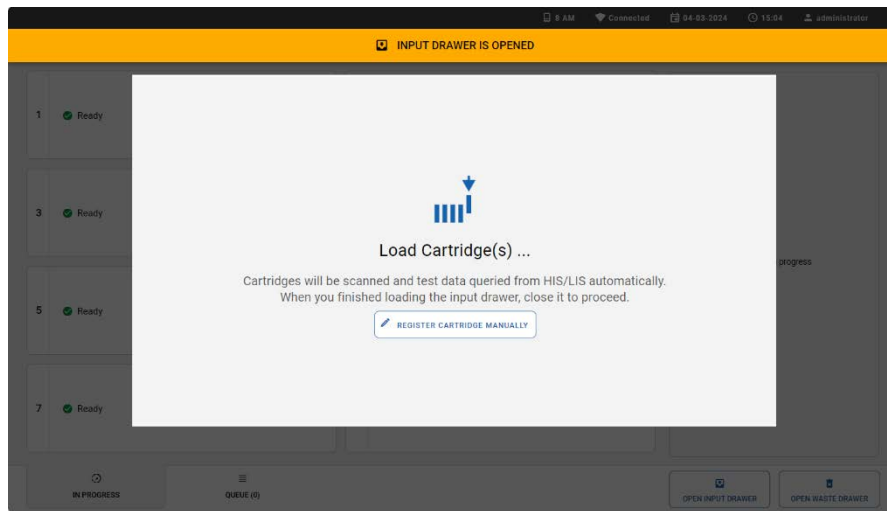 8 AM Connected 04-03-2024 15:04 administrator
INPUT DRAWER IS OPENED
1 Ready
3 Ready
Load Cartridge(s) ...
progress
Cartridges will be scanned and test data queried from HIS/LIS automatically.
When you finished loading the input drawer, close it to proceed.
5 Ready
REGISTER CARTRIDGE MANUALLY
7 Ready
IN PROGRESS
QUEUE (0)
OPEN INPUT DRAWER
OPEN WASTE DRAWER